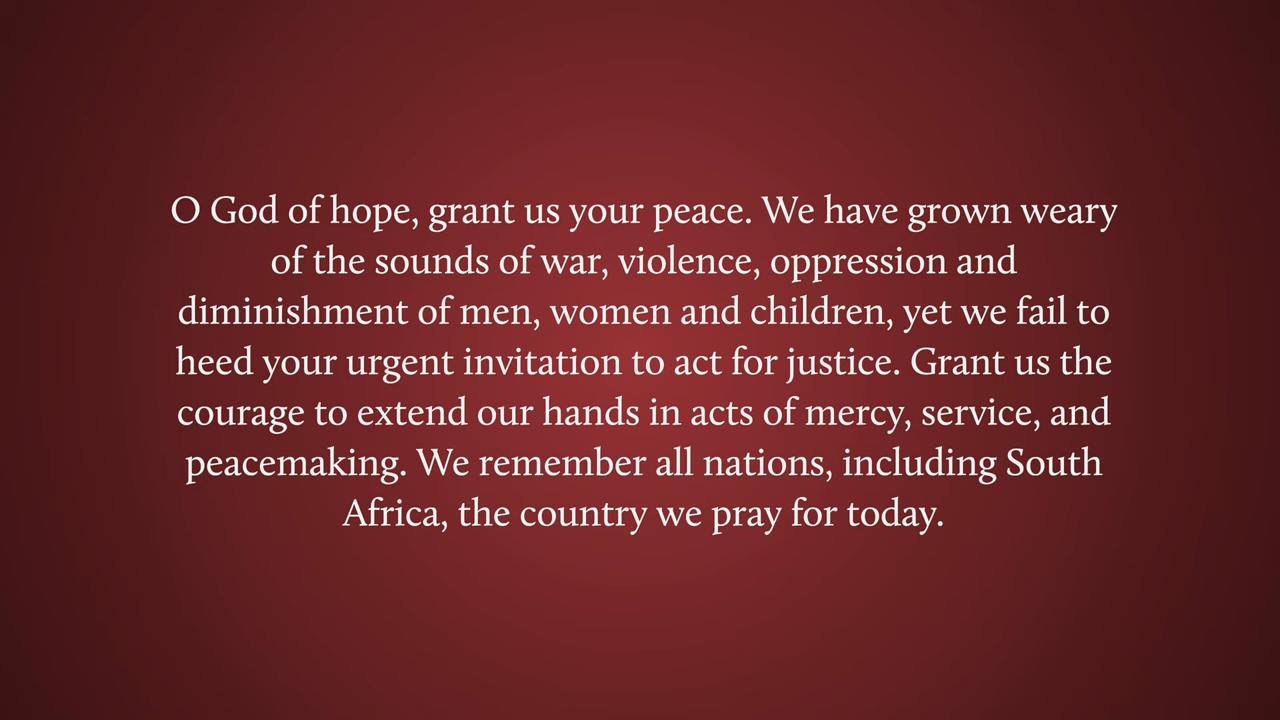 O God of hope, grant us your peace. We have grown weary
of the sounds of war, violence, oppression and
diminishment of men, women and children, yet we fail to
heed your urgent invitation to act for justice. Grant us the
courage to extend our hands in acts of mercy, service, and
peacemaking. We remember all nations, including South
Africa, the country we pray for today.